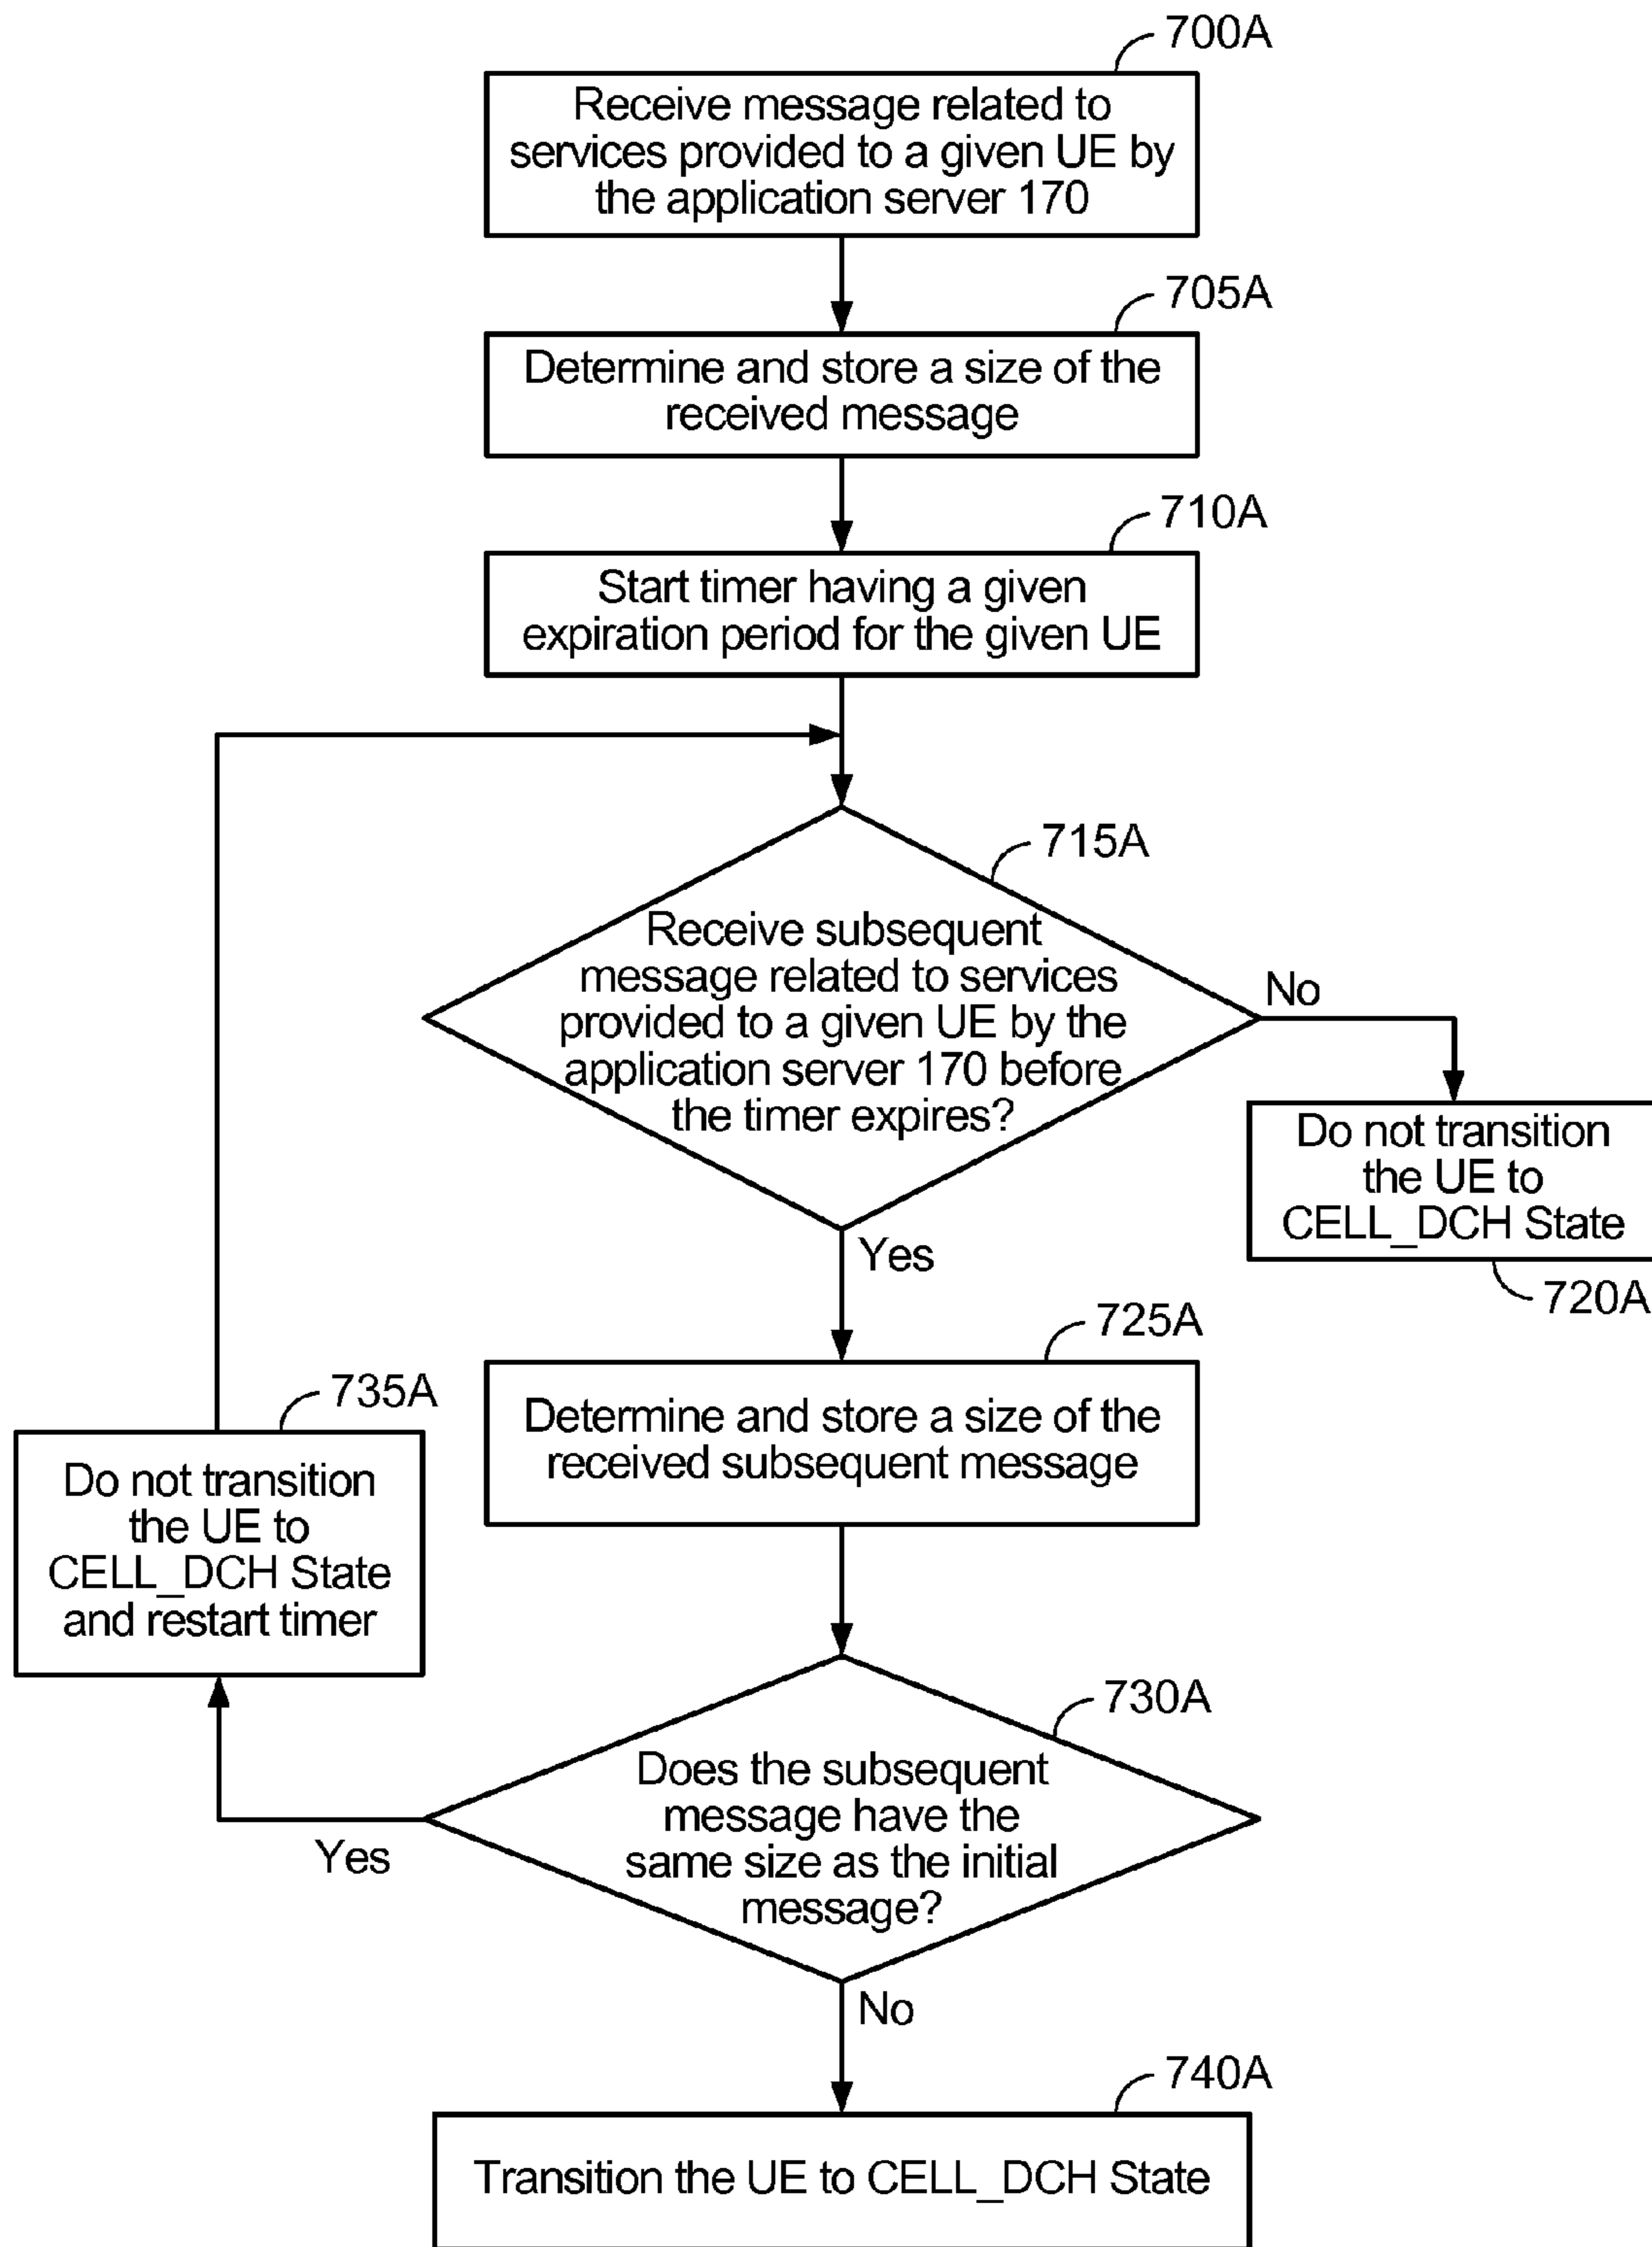 700A
Receive message related to
services provided to a given UE by
the application server 170
705A
Determine and store a size of the
received message
710A
Start timer having a given
expiration period for the given UE
715A
Receive subsequent
message related to services
provided to a given UE by the
application server 170 before
the timer expires?
No
Do not transition
the UE to
CELL_DCH State
720A
Yes
725A
Determine and store a size of the
received subsequent message
735A
Do not transition
the UE to
CELL_DCH State
and restart timer
730A
Does the subsequent
message have the
same size as the initial
message?
Yes
No
740A
Transition the UE to CELL_DCH State